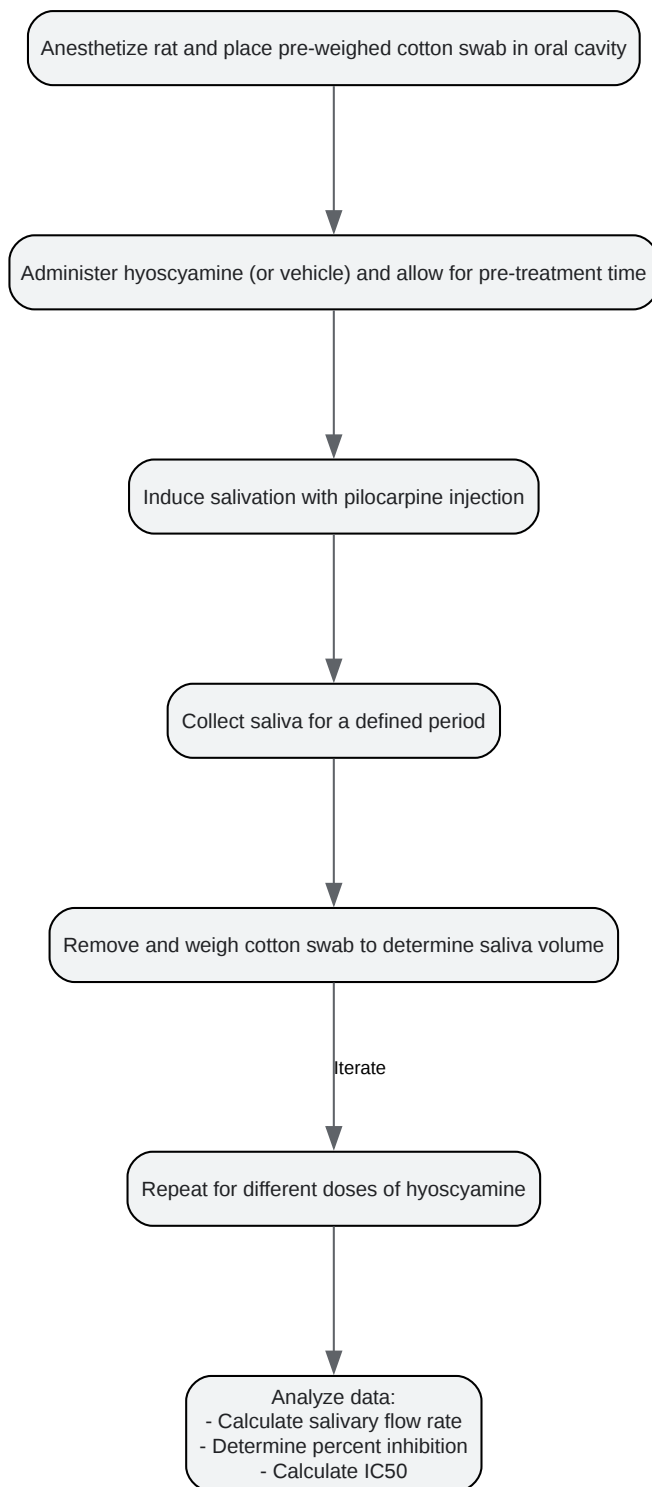 Anesthetize rat and place pre-weighed cotton swab in oral cavity
Administer hyoscyamine (or vehicle) and allow for pre-treatment time
Induce salivation with pilocarpine injection
Collect saliva for a defined period
Remove and weigh cotton swab to determine saliva volume
Iterate
Repeat for different doses of hyoscyamine
Analyze data:
- Calculate salivary flow rate
- Determine percent inhibition
- Calculate IC50